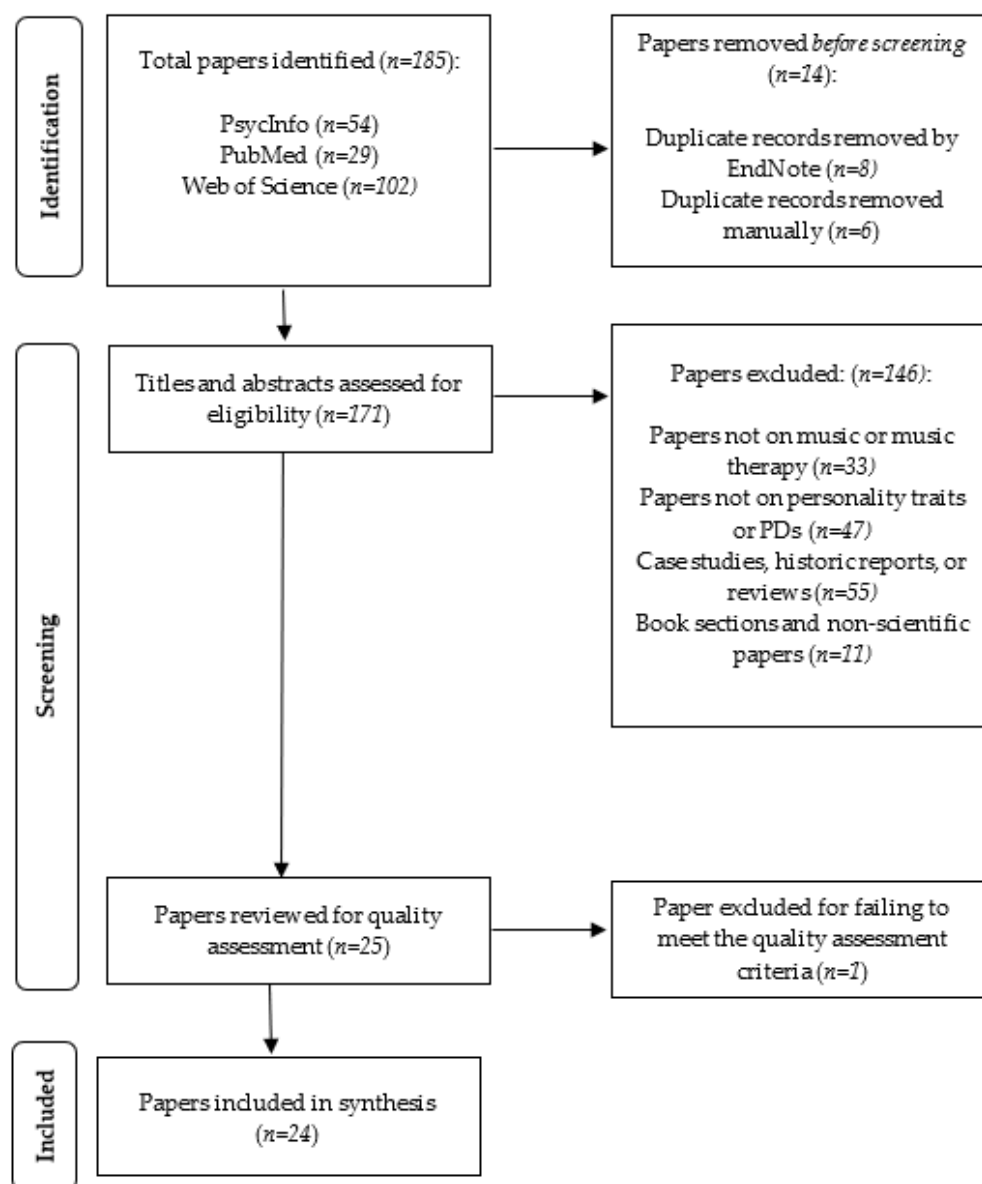 Identification
Total papers identified (n=185):
PsycInfo (n=54)
PubMed (n=29)
Web of Science (n=102)
Papers removed before screening
(n=14):
Duplicate records removed by
EndNote (n=8)
Duplicate records removed
manually (n=6)
Screening
Titles and abstracts assessed for
eligibility (n=171)
Papers excluded: (n=146):
Papers not on music or music
therapy (n=33)
Papers not on personality traits
or PDs (n=47)
Case studies, historic reports, or
reviews (n=55)
Book sections and non-scientific
papers (n=11)
Papers reviewed for quality
assessment (n=25)
Paper excluded for failing to
meet the quality assessment
criteria (n=1)
Included
Papers included in synthesis
(n=24)